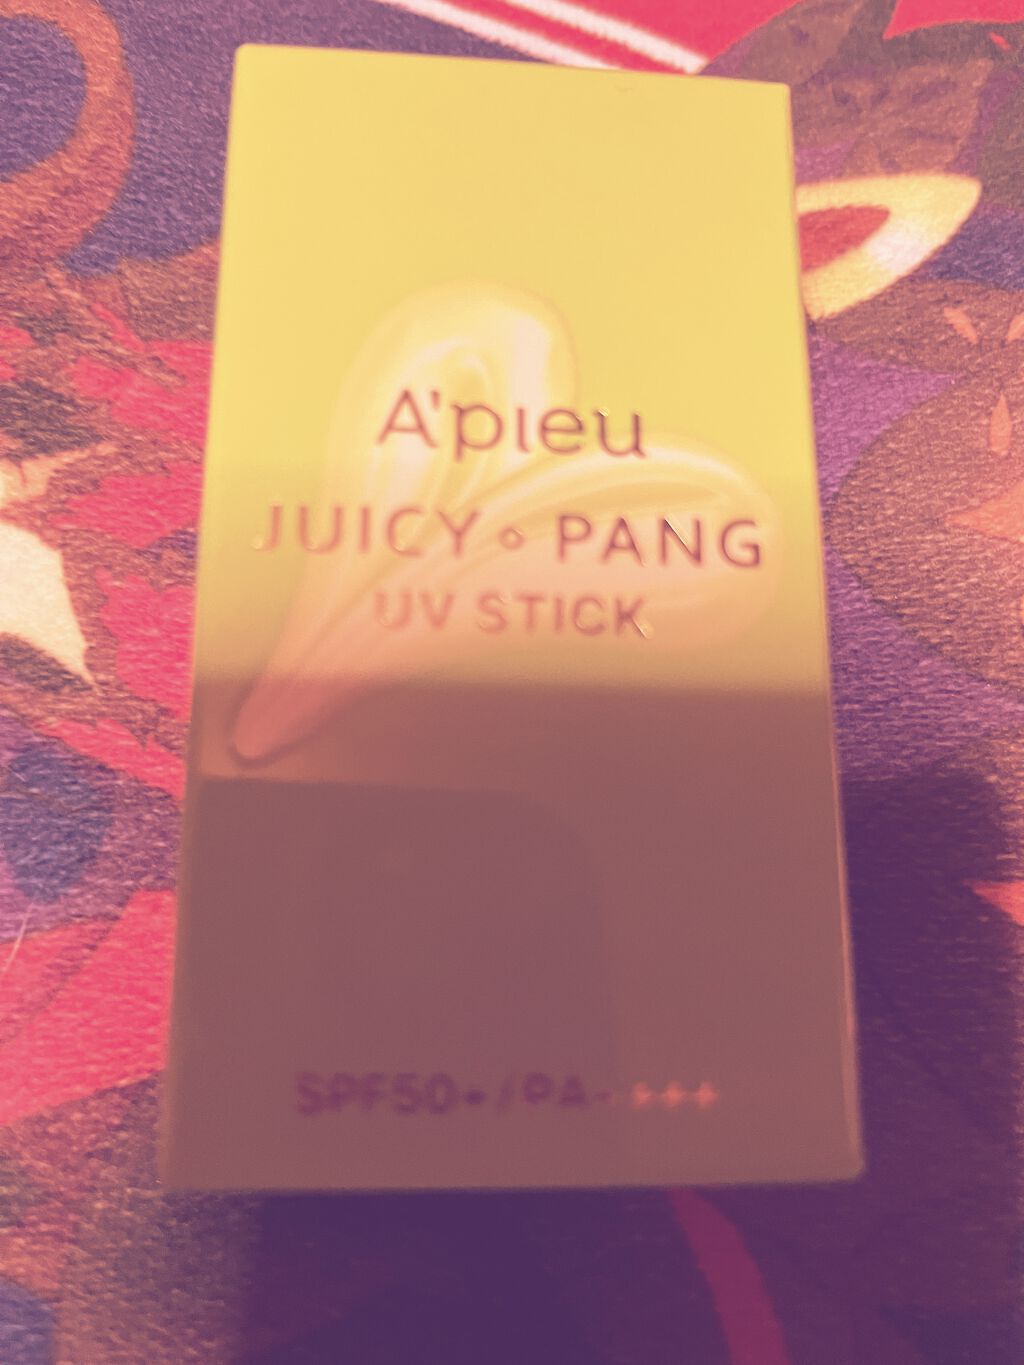 A'pieu
JUICY PANG
UV STICK
SPF50+/PA++++